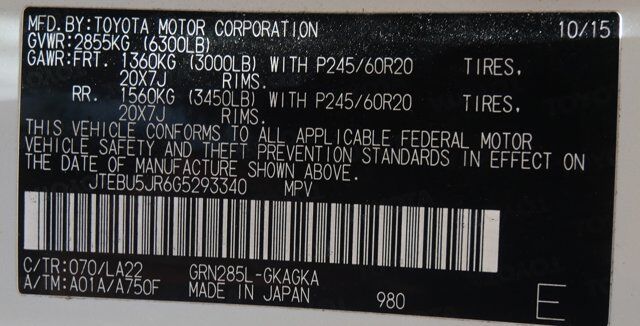 MFD.BY:TOYOTA MOTOR CORPORATION 10/15
GVWR:2855KG (6300LB)
GAWR:FRT. 1360KG (3000LB) WITH P245/60R20 TIRES,
20X7J RIMS.
RR. 1560KG (3450LB) WITH P245/60R20 TIRES,
20X7J RIMS.
THIS VEHICLE CONFORMS TO ALL APPLICABLE FEDERAL MOTOR
VEHICLE SAFETY AND THEFT PREVENTION STANDARDS IN EFFECT ON
THE DATE OF MANUFACTURE SHOWN ABOVE.
JTEBU5JR6G5293340 MPV
C/TR:070/LA22 GRN285L-GKAGKA
A/TM:A01A/A750F MADE IN JAPAN 980 E